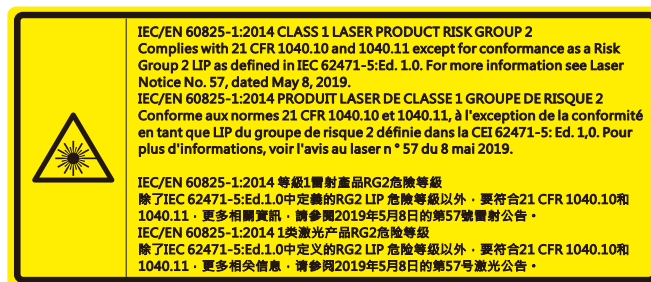 IEC/EN 60825-1:2014 CLASS 1 LASER PRODUCT RISK GROUP 2
Complies with 21 CFR 1040.10 and 1040.11 except for conformance as a Risk
Group 2 LIP as defined in IEC 62471-5:Ed. 1.0. For more information see Laser
Notice No. 57, dated May 8, 2019.
IEC/EN 60825-1:2014 PRODUIT LASER DE CLASSE 1 GROUPE DE RISQUE 2
Conforme aux normes 21 CFR 1040.10 et 1040.11, à l'exception de la conformité
en tant que LIP du groupe de risque 2 définie dans la CEI 62471-5: Ed. 1,0. Pour
plus d'informations, voir l'avis au laser n ° 57 du 8 mai 2019.
IEC/EN 60825-1:2014 等級1雷射產品RG2危險等級
除了IEC 62471-5:Ed.1.0中定義的RG2 LIP 危險等級以外，要符合21 CFR 1040.10和
1040.11，更多相關資訊，請參閱2019年5月8日的第57號雷射公告。
IEC/EN 60825-1:2014 1类激光产品RG2危险等级
除了IEC 62471-5:Ed.1.0中定义的RG2 LIP 危险等级以外，要符合21 CFR 1040.10和
1040.11，更多相关信息，请参阅2019年5月8日的第57号激光公告。